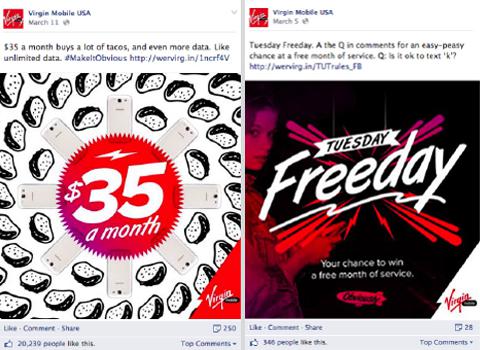 Virgin Mobile USA
March 11
$35 a month buys a lot of tacos, and even more data. Like
unlimited data. #MakeItObvious http://wervirg.in/1ncrf4V
$35
a month
Virgin
mobile
Like · Comment · Share
250
20,239 people like this.
Top Comments
Virgin Mobile USA
March 5
Tuesday Freeday. A the Q in comments for an easy-peasy
chance at a free month of service. Q: Is it ok to text 'k'?
http://wervirg.in/TUTrules_FB
TUESDAY
Freeday
Your chance to win
a free month of service.
Obviously.
Virgin
mobile
Like · Comment · Share
28
346 people like this.
Top Comments